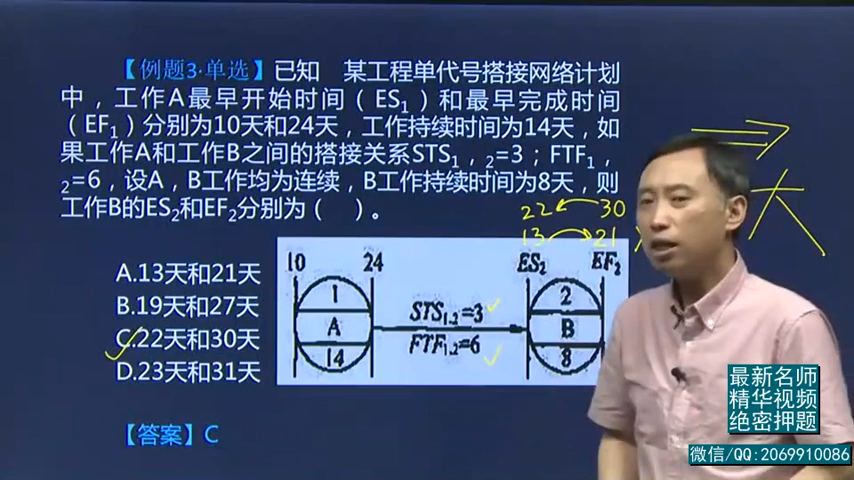 【例题3·单选】已知 某工程单代号搭接网络计划
中，工作A最早开始时间（ES₁）和最早完成时间
（EF₁）分别为10天和24天，工作持续时间为14天，如
果工作A和工作B之间的搭接关系STS₁，₂=3；FTF₁，
₂=6，设A，B工作均为连续，B工作持续时间为8天，则
工作B的ES₂和EF₂分别为（ ）。
22 30
13 21
大
A.13天和21天
B.19天和27天
C.22天和30天
D.23天和31天
10 24 ES₂ EF₂
1 STS₁₋₂=3 2
A B
14 FTF₁₋₂=6 8
【答案】C
最新名师
精华视频
绝密押题
微信/QQ:2069910086